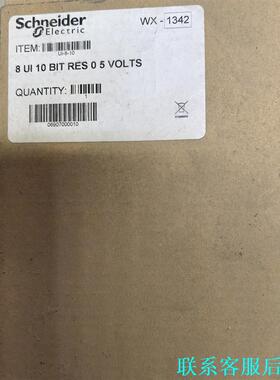 Schneider
Electric
WX - 1342
ITEM:
UI-8-10
8 UI 10 BIT RES 0 5 VOLTS
QUANTITY:
1
06907000010
联系客服后